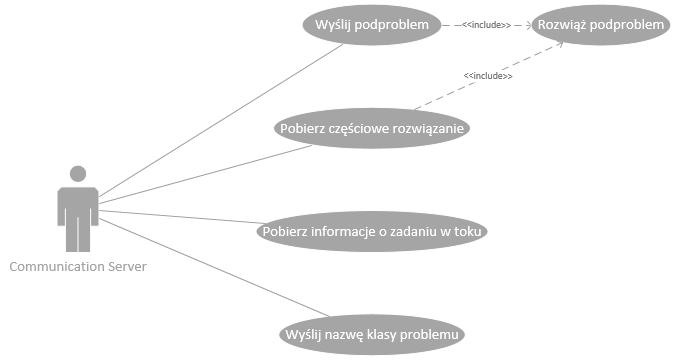 Wyślij podproblem
<<include>>
Rozwiąż podproblem
<<include>>
Pobierz częściowe rozwiązanie
Pobierz informacje o zadaniu w toku
Communication Server
Wyślij nazwę klasy problemu